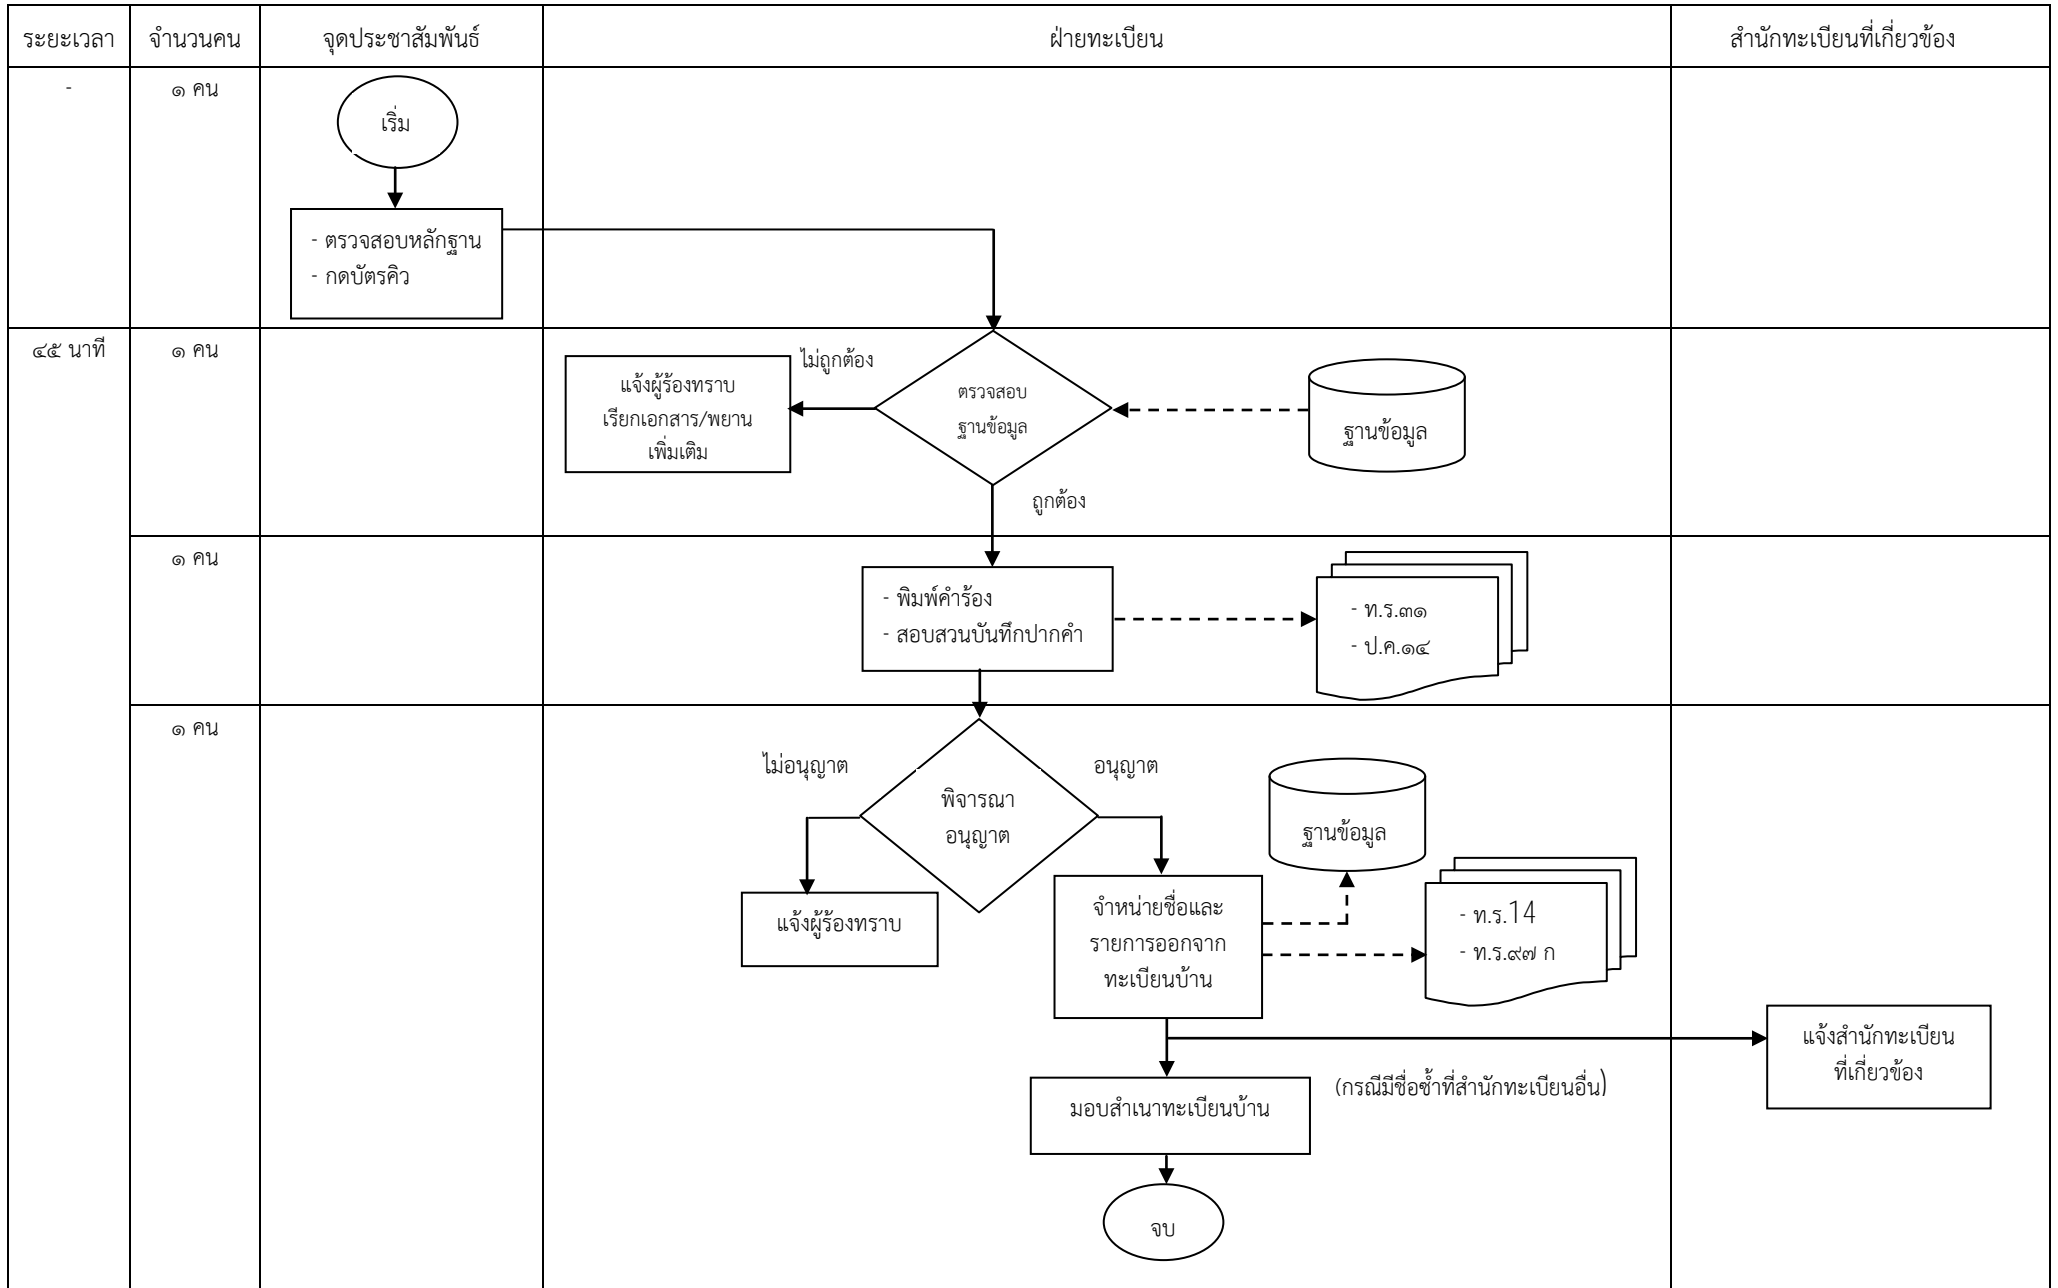 ระยะเวลา
จำนวนคน
จุดประชาสัมพันธ์
ฝ่ายทะเบียน
สำนักทะเบียนที่เกี่ยวข้อง
-
๑ คน
เริ่ม
- ตรวจสอบหลักฐาน
- กดบัตรคิว
๔๕ นาที
๑ คน
แจ้งผู้ร้องทราบ
เรียกเอกสาร/พยาน
เพิ่มเติม
ไม่ถูกต้อง
ตรวจสอบ
ฐานข้อมูล
ฐานข้อมูล
ถูกต้อง
๑ คน
- พิมพ์คำร้อง
- สอบสวนบันทึกปากคำ
- ท.ร.๓๑
- ป.ค.๑๔
๑ คน
ไม่อนุญาต
พิจารณา
อนุญาต
อนุญาต
ฐานข้อมูล
แจ้งผู้ร้องทราบ
จำหน่ายชื่อและ
รายการออกจาก
ทะเบียนบ้าน
- ท.ร.14
- ท.ร.๙๗ ก
แจ้งสำนักทะเบียน
ที่เกี่ยวข้อง
(กรณีมีชื่อซ้ำที่สำนักทะเบียนอื่น)
มอบสำเนาทะเบียนบ้าน
จบ